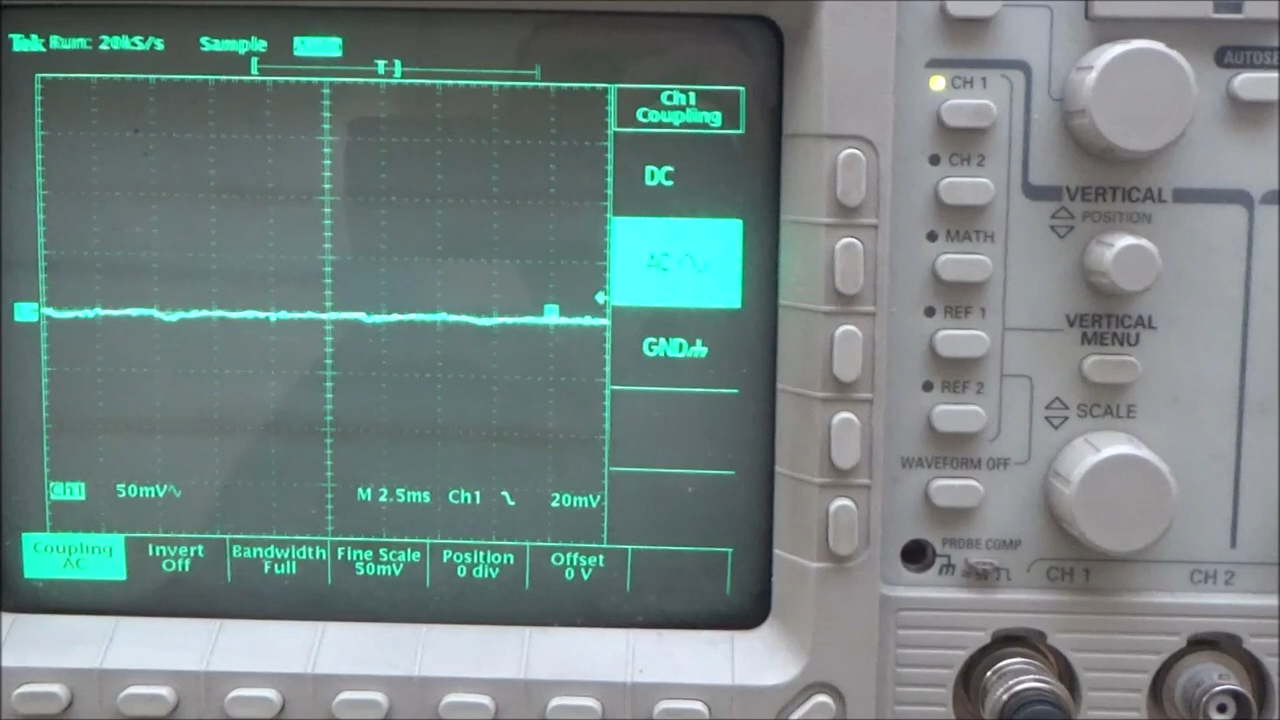 Tek Run: 20kS/s Sample
[ T ]
Ch1
Coupling
DC
AC
GND
Ch1 50mV M 2.5ms Ch1 20mV
Coupling
AC
Invert
Off
Bandwidth
Full
Fine Scale
50mV
Position
0 div
Offset
0 V
CH 1
CH 2
MATH
REF 1
REF 2
WAVEFORM OFF
PROBE COMP
VERTICAL
POSITION
VERTICAL
MENU
SCALE
CH 1
CH 2